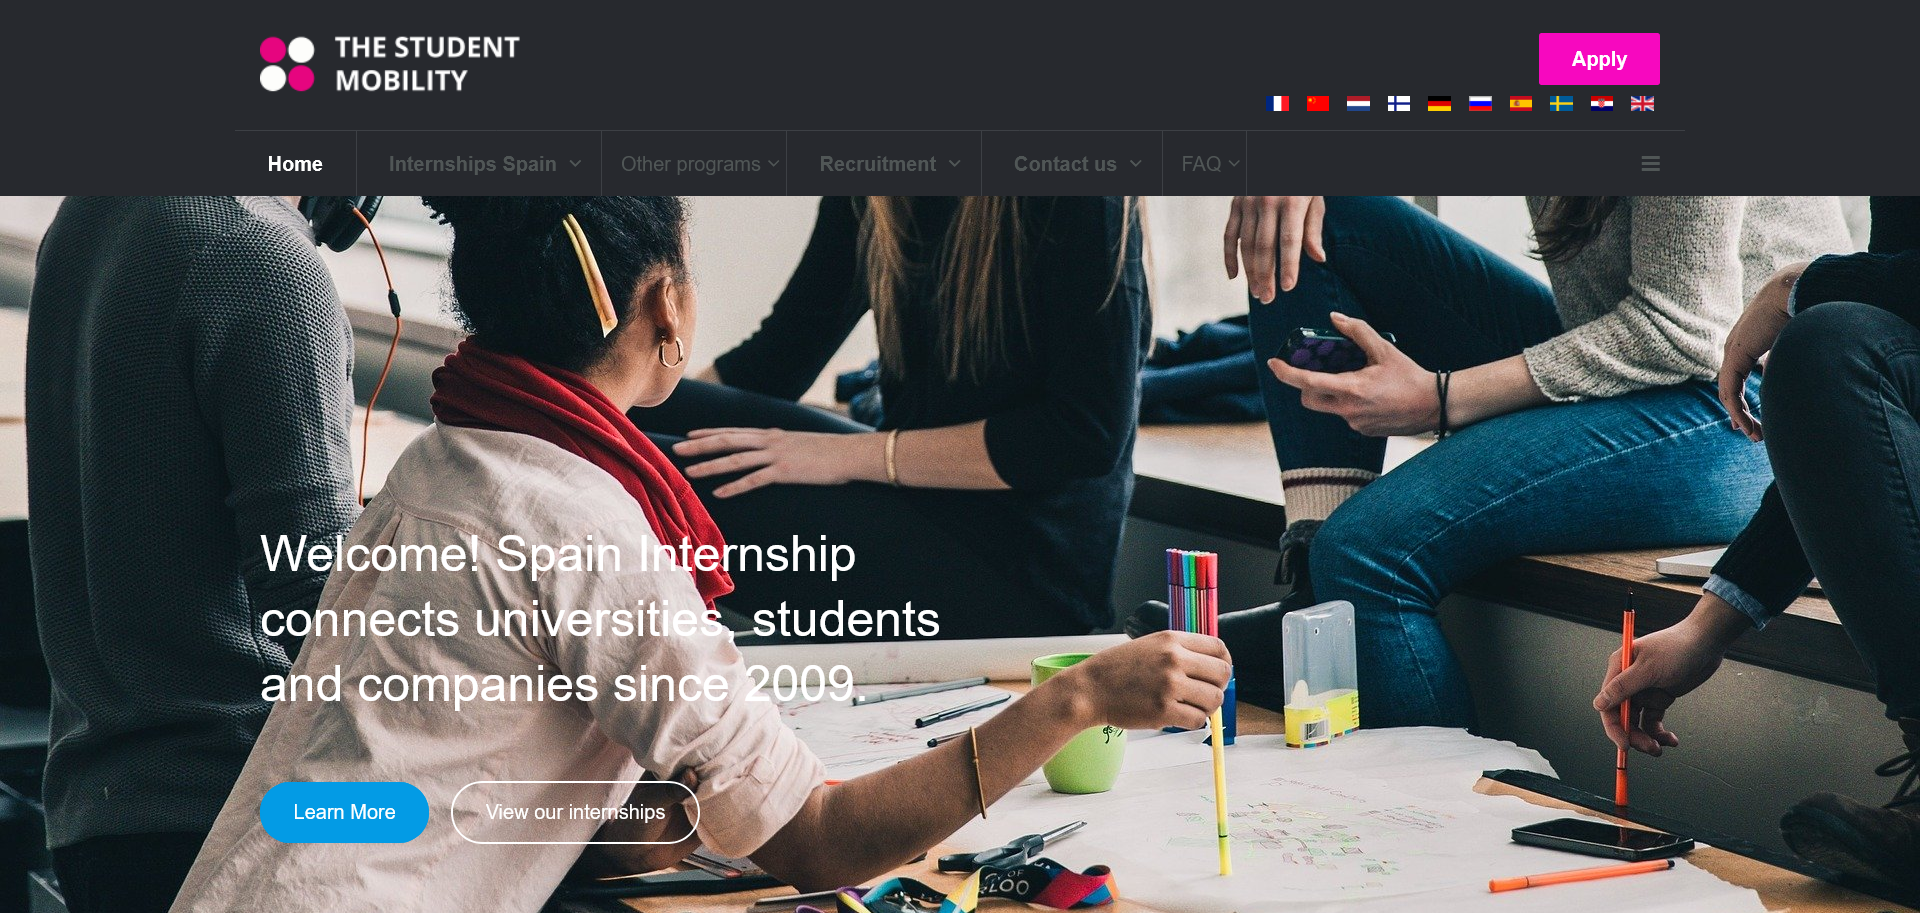 THE STUDENT
MOBILITY
Apply
Home
Internships Spain
Other programs
Recruitment
Contact us
FAQ
Welcome! Spain Internship
connects universities, students
and companies since 2009.
Learn More
View our internships